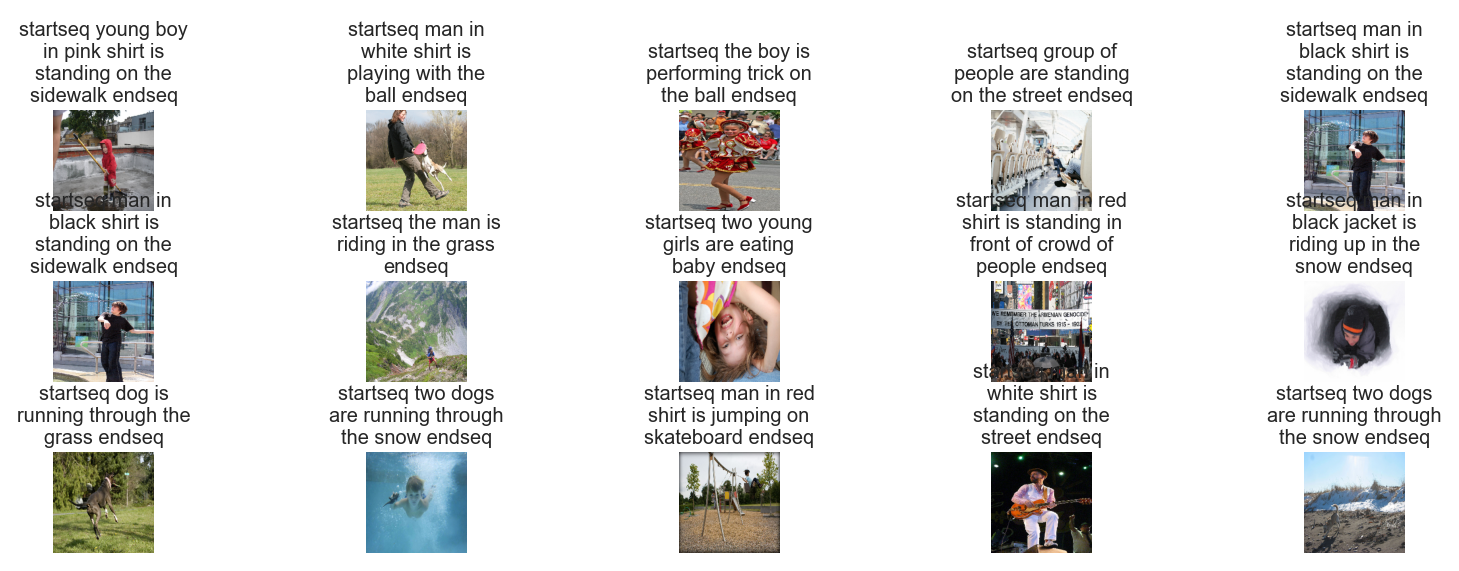 startseq young boy
in pink shirt is
standing on the
sidewalk endseq
startseq man in
white shirt is
playing with the
ball endseq
startseq the boy is
performing trick on
the ball endseq
startseq group of
people are standing
on the street endseq
startseq man in
black shirt is
standing on the
sidewalk endseq
startseq man in
black shirt is
standing on the
sidewalk endseq
startseq the man is
riding in the grass
endseq
startseq two young
girls are eating
baby endseq
startseq man in red
shirt is standing in
front of crowd of
people endseq
WE REMEMBER THE ARMENIAN GENOCIDE
BY THE OTTOMAN TURKS 1915 - 1923
startseq man in
black jacket is
riding up in the
snow endseq
startseq dog is
running through the
grass endseq
startseq two dogs
are running through
the snow endseq
startseq man in red
shirt is jumping on
skateboard endseq
in
white shirt is
standing on the
street endseq
startseq two dogs
are running through
the snow endseq